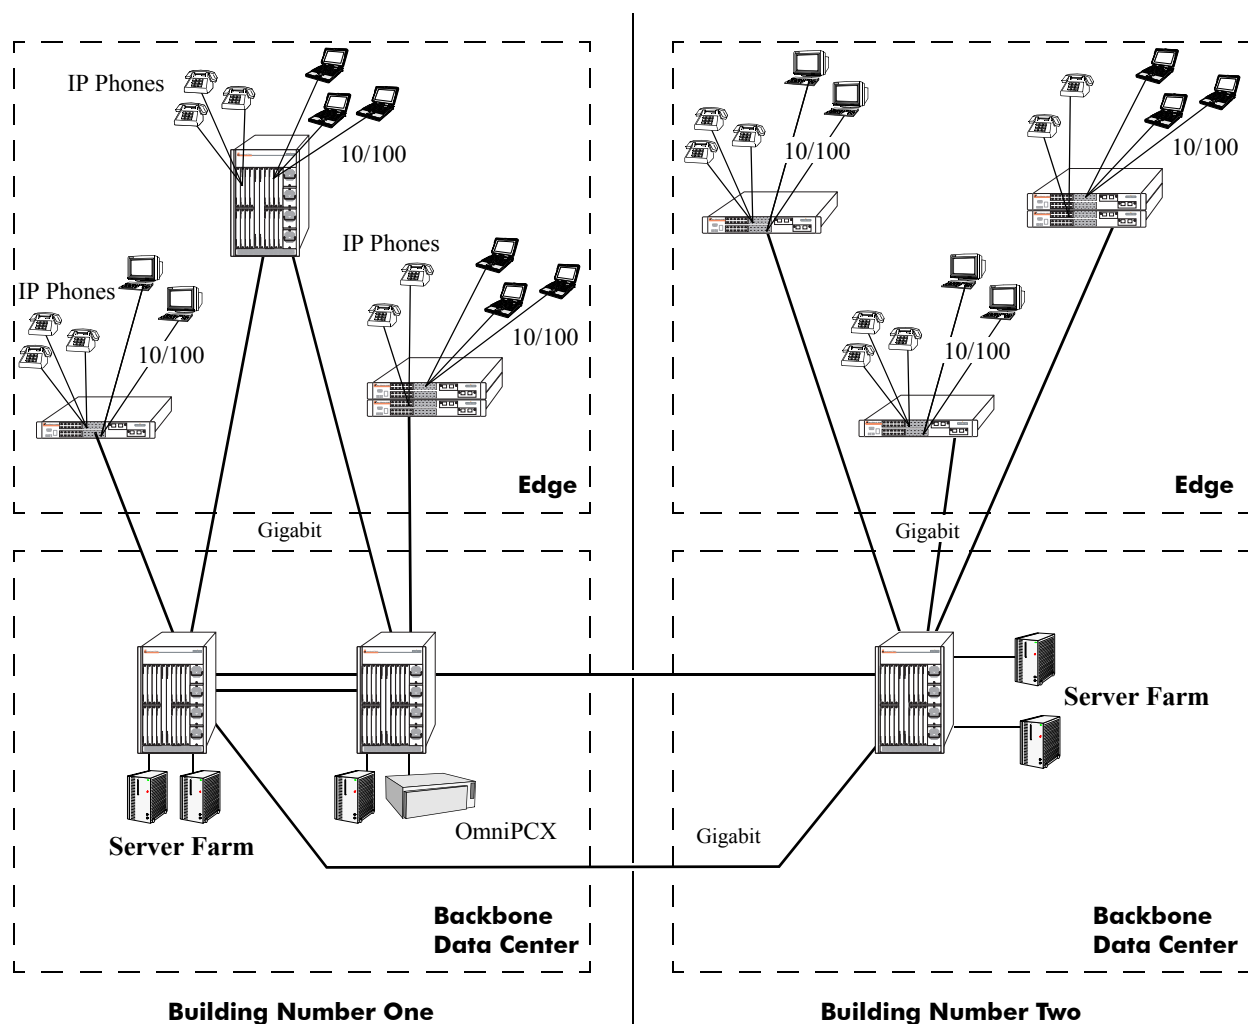 IP Phones
10/100
IP Phones
IP Phones
10/100
10/100
Edge
Gigabit
Server Farm
OmniPCX
Backbone
Data Center
Building Number One
10/100
10/100
10/100
Edge
Gigabit
Server Farm
Gigabit
Backbone
Data Center
Building Number Two